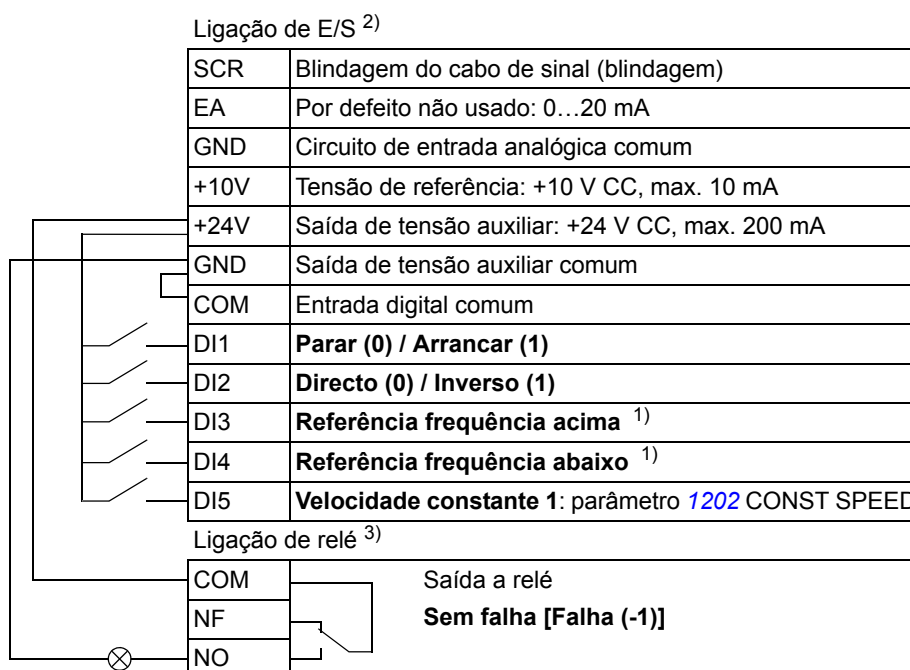 Ligação de E/S 2)
SCR Blindagem do cabo de sinal (blindagem)
EA Por defeito não usado: 0…20 mA
GND Circuito de entrada analógica comum
+10V Tensão de referência: +10 V CC, max. 10 mA
+24V Saída de tensão auxiliar: +24 V CC, max. 200 mA
GND Saída de tensão auxiliar comum
COM Entrada digital comum
DI1 Parar (0) / Arrancar (1)
DI2 Directo (0) / Inverso (1)
DI3 Referência frequência acima 1)
DI4 Referência frequência abaixo 1)
DI5 Velocidade constante 1: parâmetro 1202 CONST SPEED
Ligação de relé 3)
COM Saída a relé
NF Sem falha [Falha (-1)]
NO